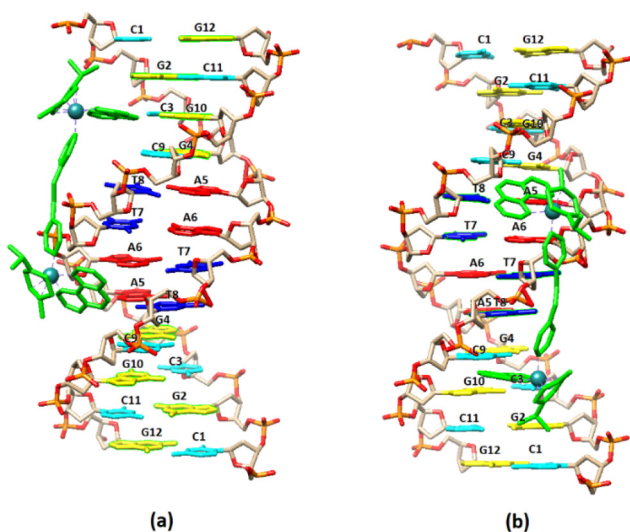 C1 G12
G2 C11
C3 G10
C9 G4
T8 A5
T7 A6
A6 T7
A5 T8
G4
C9 C3
G10
C11 G2
G12 C1
(a)
C1 G12
G2 C11
C3 G10
C9 G4
T8 A5
T7 A6
A6 T7
A5 T8
C9 G4
G10 C3
C11 G2
G12 C1
(b)